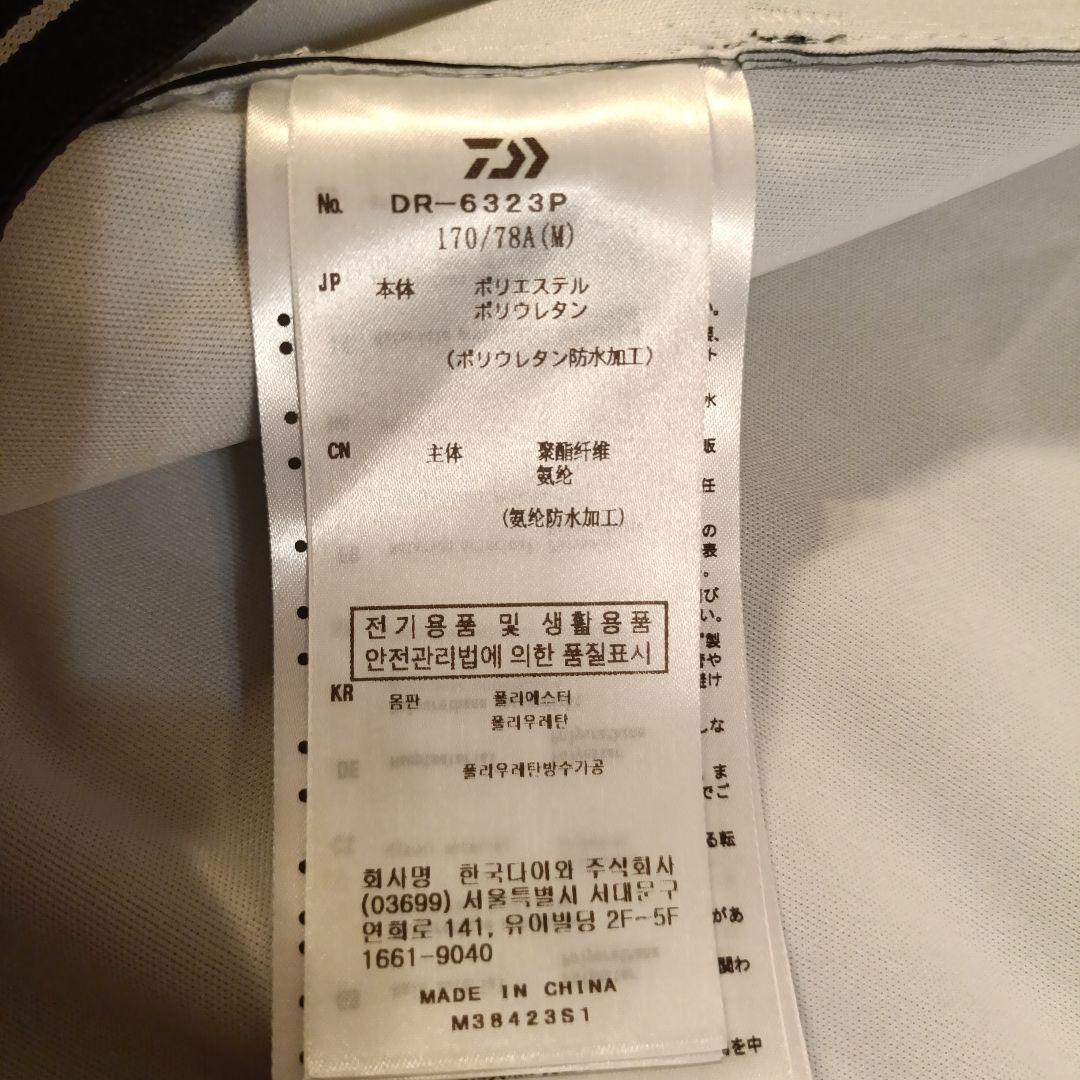 No. DR-6323P
170/78A(M)
JP 本体 ポリエステル
ポリウレタン
(ポリウレタン防水加工)
CN 主体 聚酯纤维
氨纶
(氨纶防水加工)
전기용품 및 생활용품
안전관리법에 의한 품질표시
KR 몸판 폴리에스터
폴리우레탄
폴리우레탄방수가공
회사명 한국다이와 주식회사
(03699) 서울특별시 서대문구
연희로 141, 유이빌딩 2F-5F
1661-9040
MADE IN CHINA
M38423S1